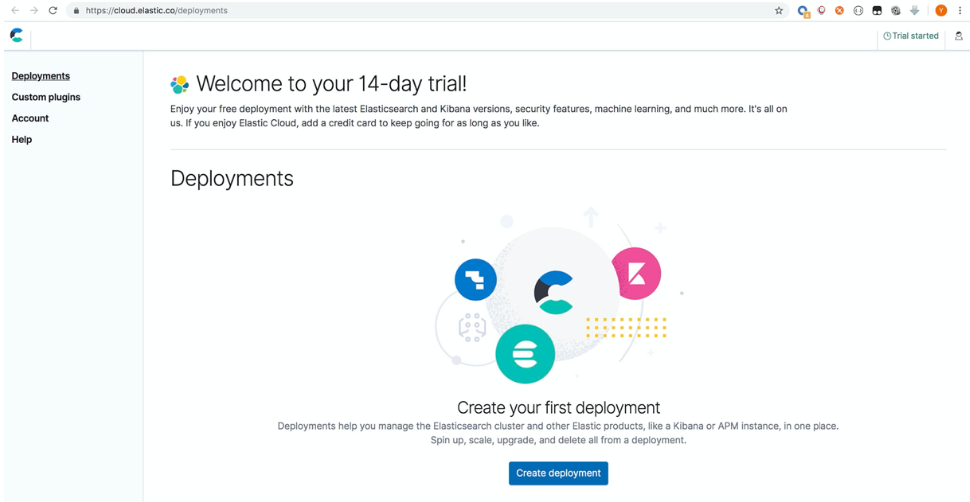 https://cloud.elastic.co/deployments
Trial started
Deployments
Custom plugins
Account
Help
Welcome to your 14-day trial!
Enjoy your free deployment with the latest Elasticsearch and Kibana versions, security features, machine learning, and much more. It's all on
us. If you enjoy Elastic Cloud, add a credit card to keep going for as long as you like.
Deployments
Create your first deployment
Deployments help you manage the Elasticsearch cluster and other Elastic products, like a Kibana or APM instance, in one place.
Spin up, scale, upgrade, and delete all from a deployment.
Create deployment